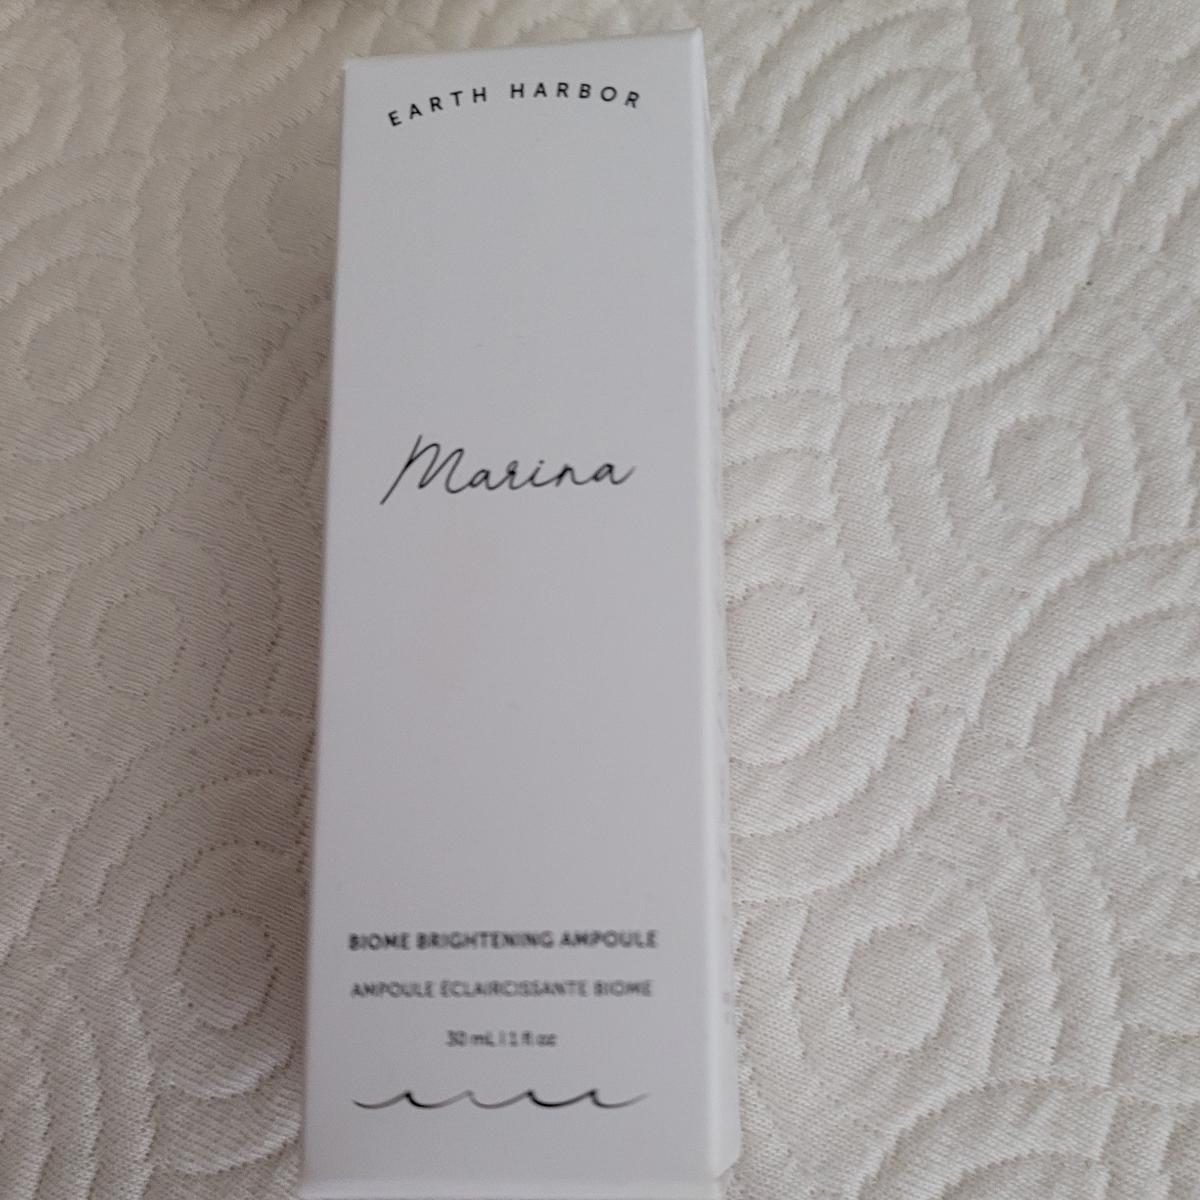 EARTH HARBOR
Marina
BIOME BRIGHTENING AMPOULE
AMPOULE ÉCLAIRCISSANTE BIOME
30 mL | 1 fl oz